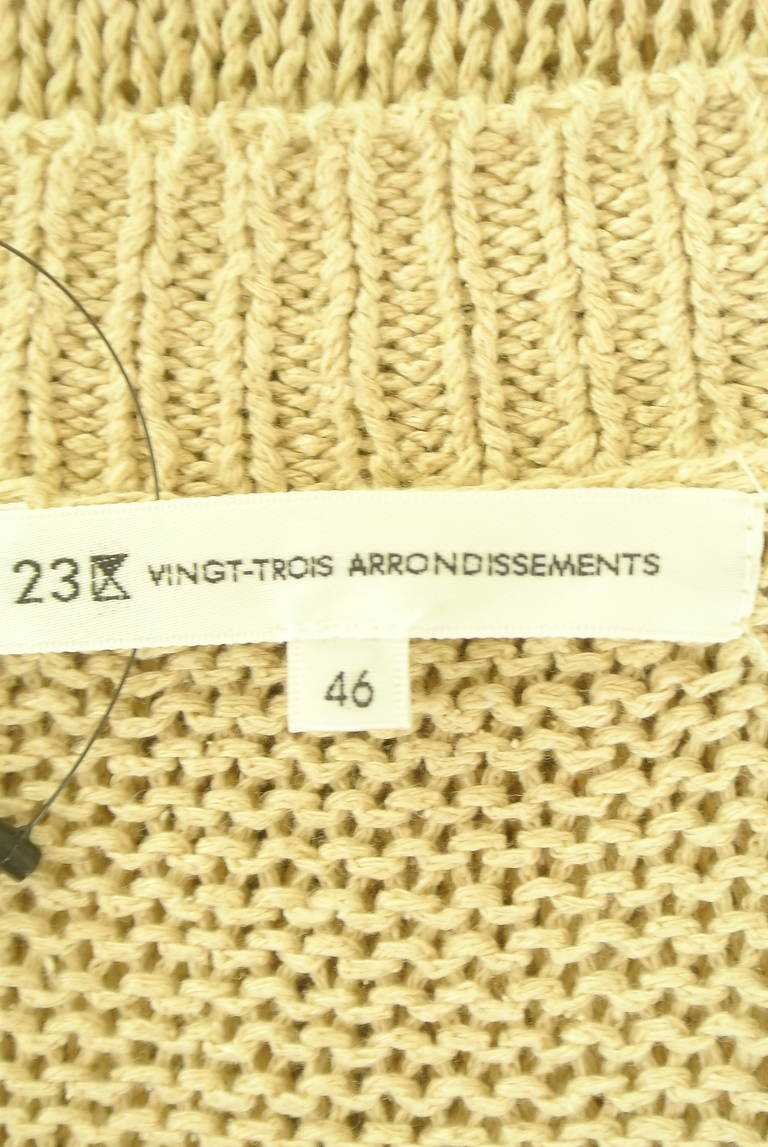 23区 VINGT-TROIS ARRONDISSEMENTS
46